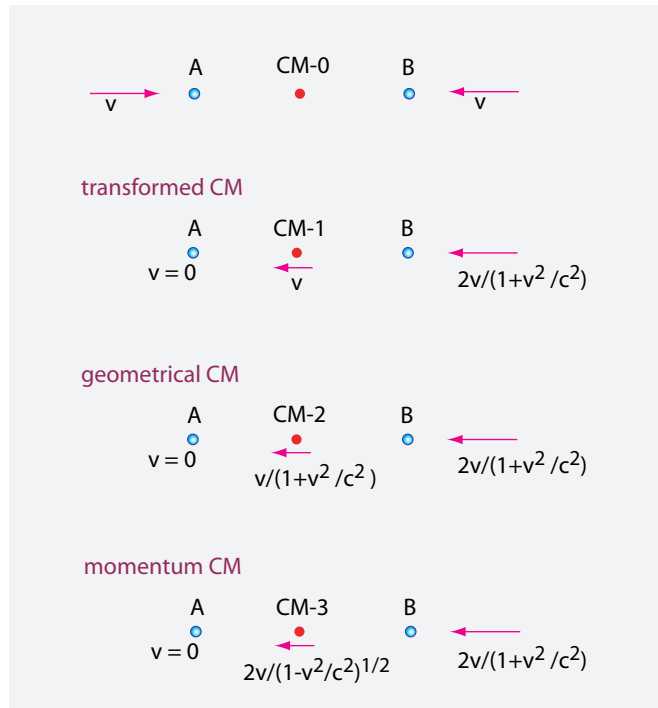 A CM-0 B
v v
transformed CM
A CM-1 B
v = 0 v 2v/(1+v²/c²)
geometrical CM
A CM-2 B
v = 0 v/(1+v²/c² ) 2v/(1+v²/c²)
momentum CM
A CM-3 B
v = 0 2v/(1-v²/c²)¹/² 2v/(1+v²/c²)